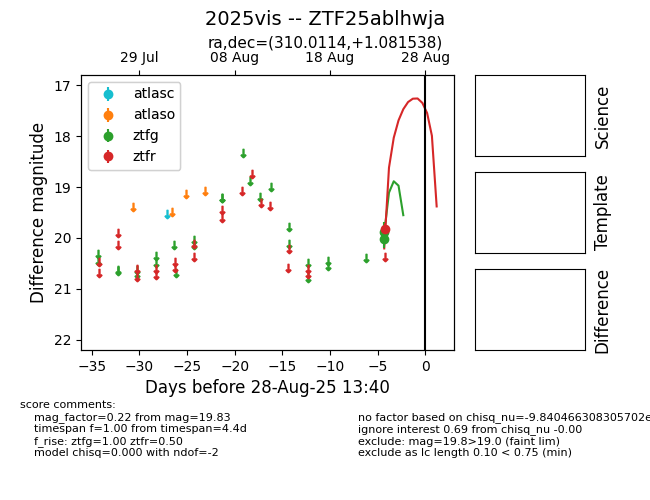 2025vis -- ZTF25ablhwja
ra,dec=(310.0114,+1.081538)
29 Jul
08 Aug
18 Aug
28 Aug
atlasc
atlaso
ztfg
ztfr
17
18
19
20
21
22
Difference magnitude
−35
−30
−25
−20
−15
−10
−5
0
Days before 28-Aug-25 13:40
Science
Template
Difference
score comments:
mag_factor=0.22 from mag=19.83
timespan f=1.00 from timespan=4.4d
f_rise: ztfg=1.00 ztfr=0.50
model chisq=0.000 with ndof=-2
no factor based on chisq_nu=-9.840466308305702e
ignore interest 0.69 from chisq_nu -0.00
exclude: mag=19.8>19.0 (faint lim)
exclude as lc length 0.10 < 0.75 (min)